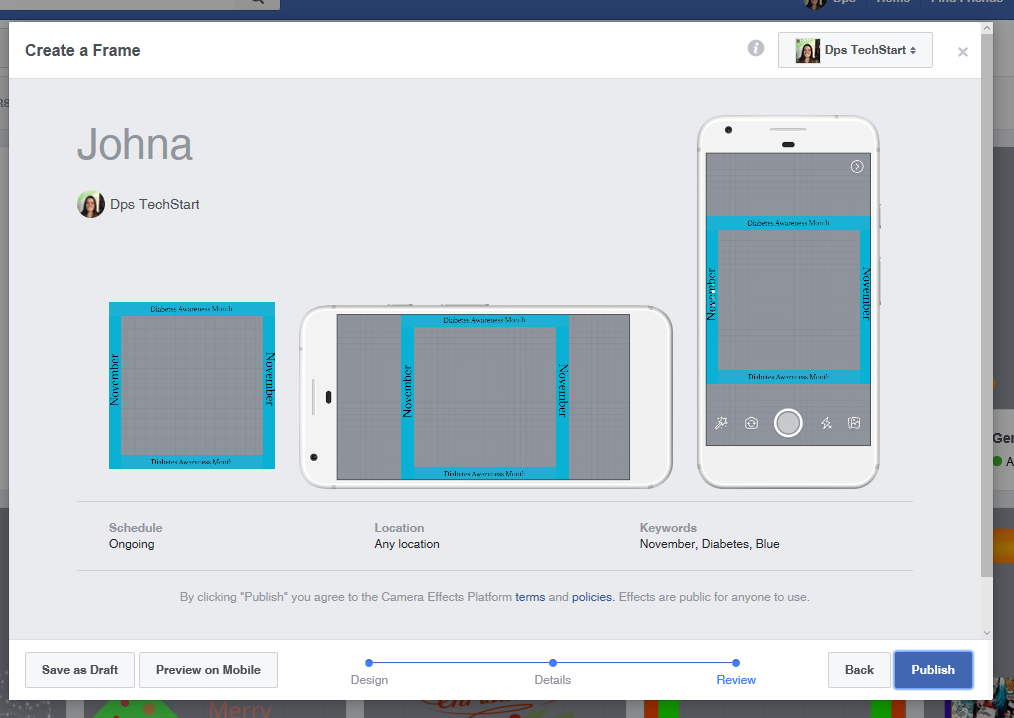 Dps
Home
Find Friends
Create a Frame
Dps TechStart
Johna
Dps TechStart
Diabetes Awareness Month
November
November
Diabetes Awareness Month
Diabetes Awareness Month
November
November
Diabetes Awareness Month
Diabetes Awareness Month
November
November
Diabetes Awareness Month
Schedule
Ongoing
Location
Any location
Keywords
November, Diabetes, Blue
By clicking "Publish" you agree to the Camera Effects Platform terms and policies. Effects are public for anyone to use.
Save as Draft
Preview on Mobile
Design
Details
Review
Back
Publish
Merry